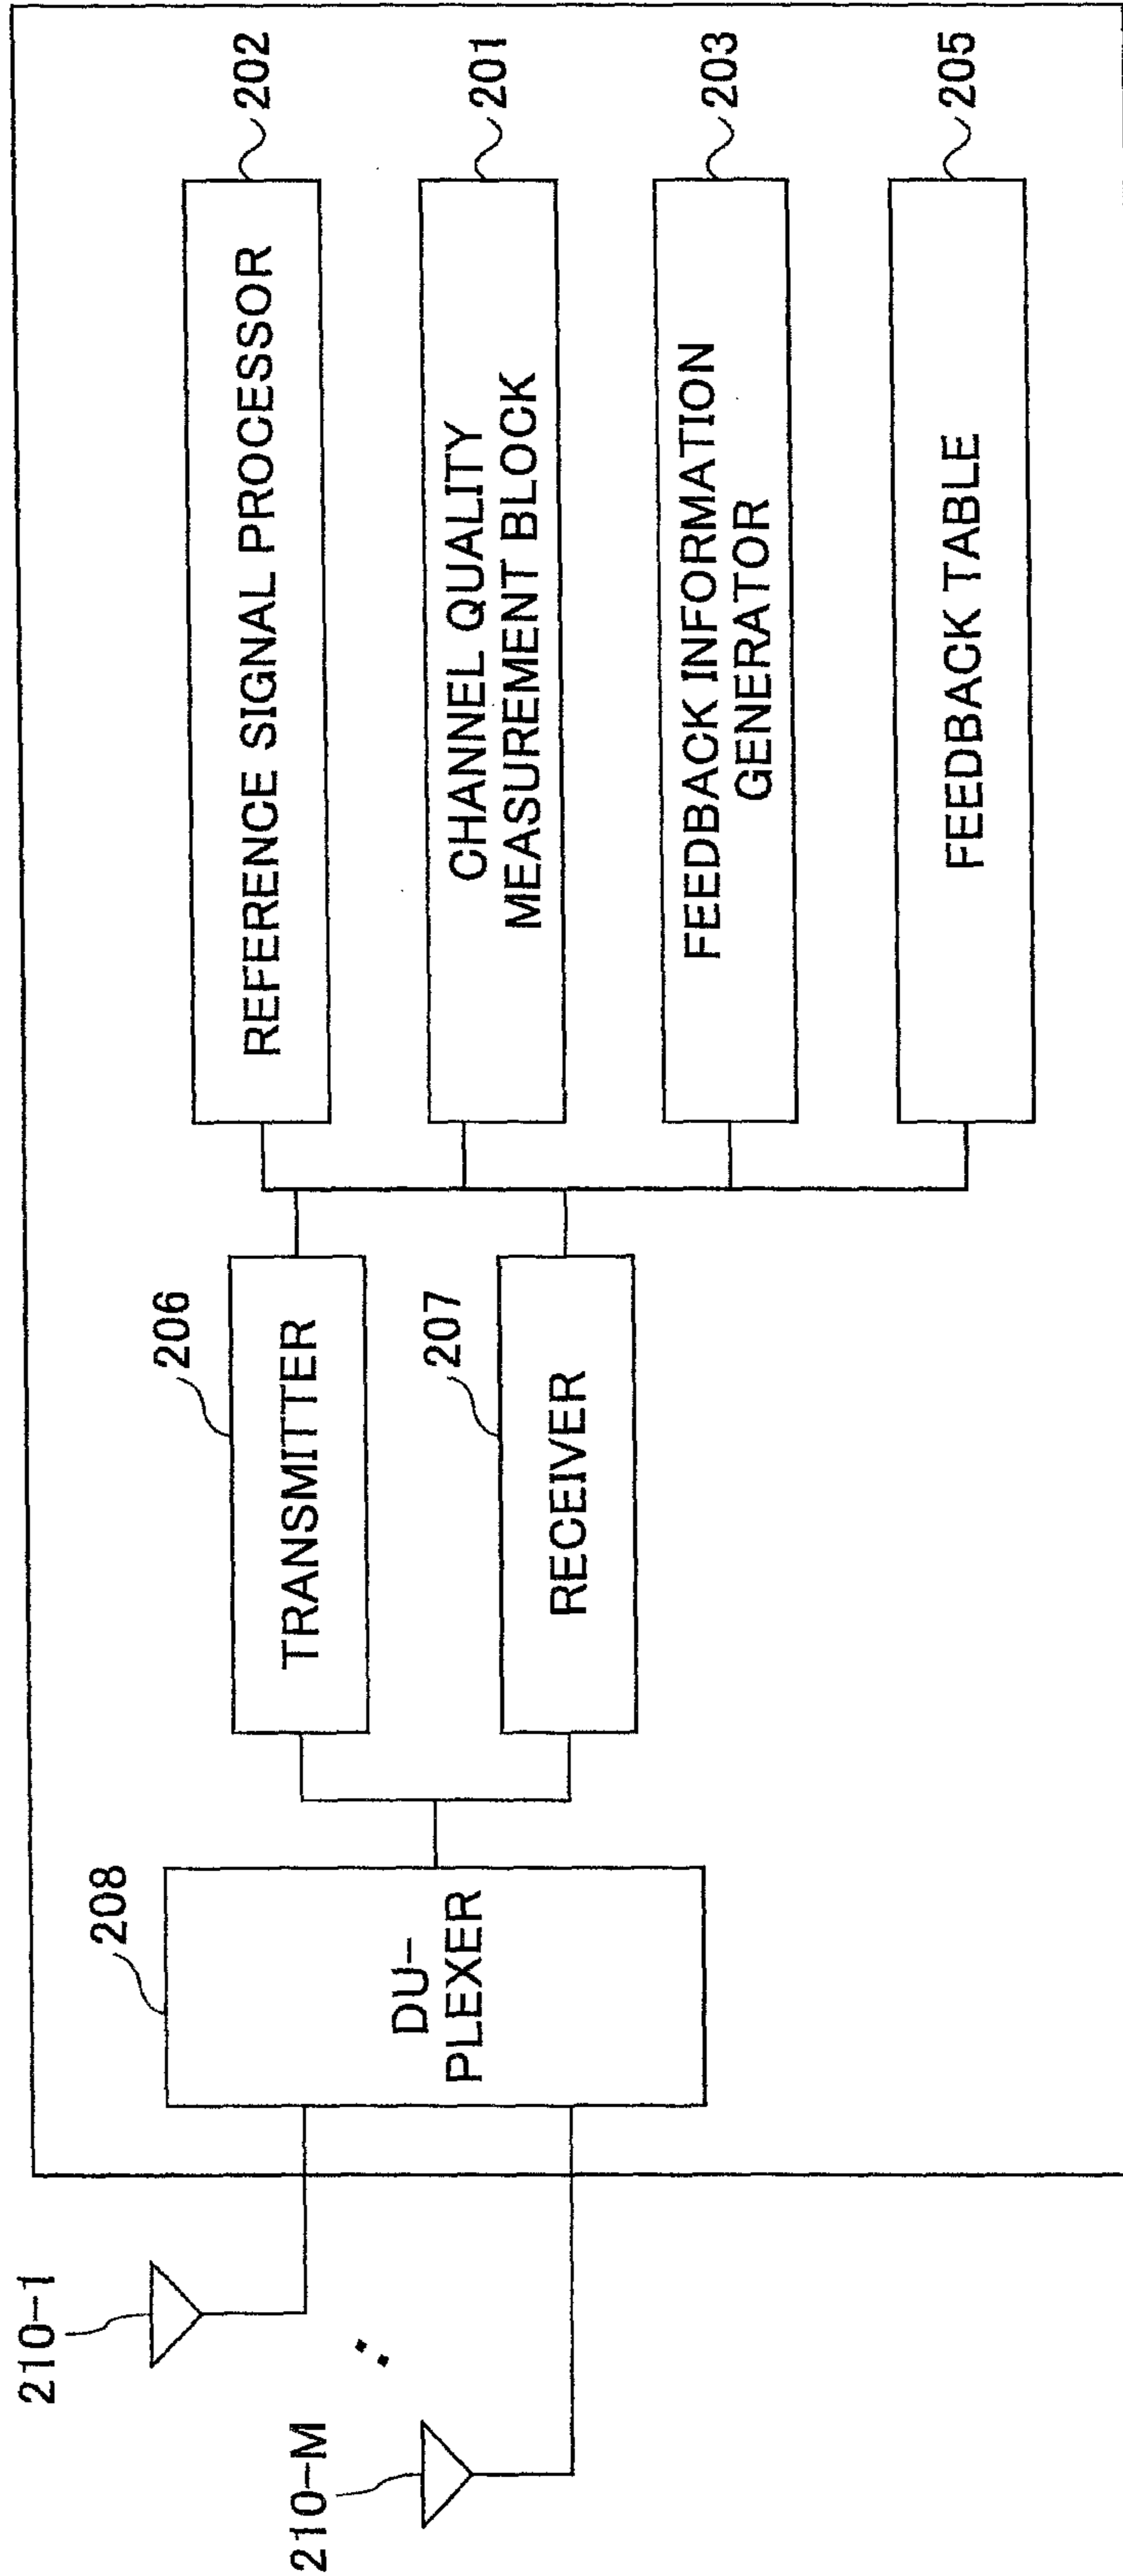 210-1
210-M
208
DU-
PLEXER
206
TRANSMITTER
207
RECEIVER
REFERENCE SIGNAL PROCESSOR
202
CHANNEL QUALITY
MEASUREMENT BLOCK
201
FEEDBACK INFORMATION
GENERATOR
203
FEEDBACK TABLE
205